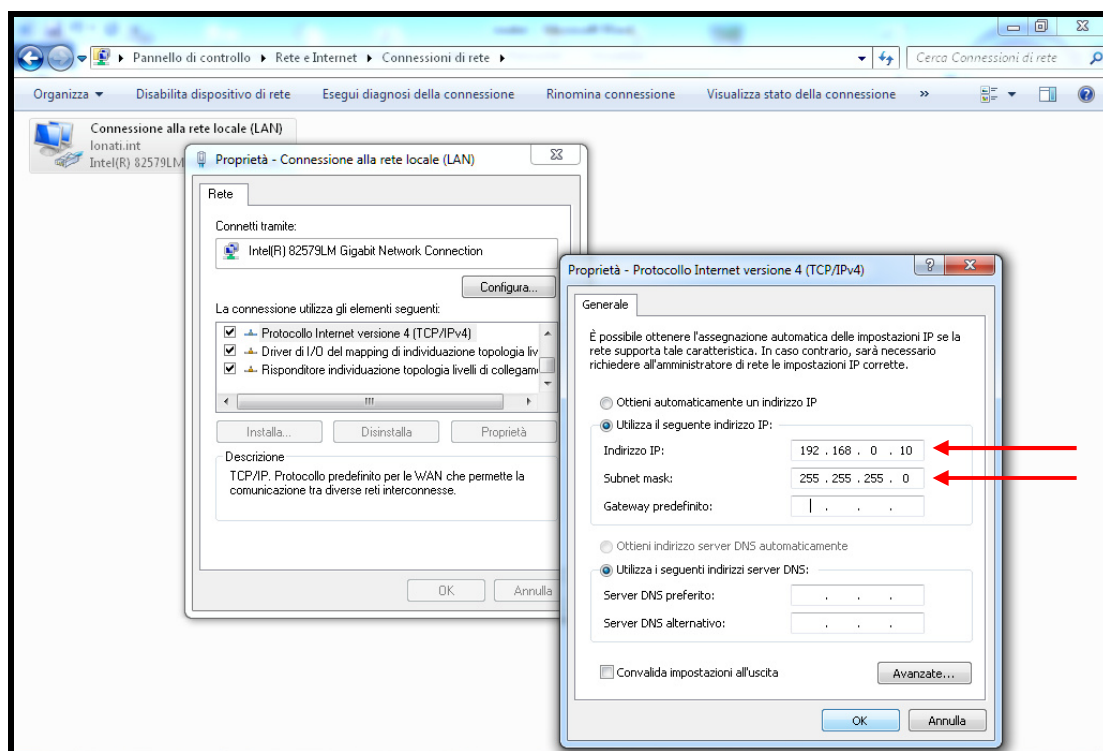 Pannello di controllo Rete e Internet Connessioni di rete
Cerca Connessioni di rete
Organizza Disabilita dispositivo di rete Esegui diagnosi della connessione Rinomina connessione Visualizza stato della connessione »
Connessione alla rete locale (LAN)
lonati.int
Intel(R) 82579LM
Proprietà - Connessione alla rete locale (LAN)
Rete
Connetti tramite:
Intel(R) 82579LM Gigabit Network Connection
Configura...
La connessione utilizza gli elementi seguenti:
Protocollo Internet versione 4 (TCP/IPv4)
Driver di I/O del mapping di individuazione topologia liv
Risponditore individuazione topologia livelli di collegame
Installa... Disinstalla Proprietà
Descrizione
TCP/IP. Protocollo predefinito per le WAN che permette la
comunicazione tra diverse reti interconnesse.
OK Annulla
Proprietà - Protocollo Internet versione 4 (TCP/IPv4)
Generale
È possibile ottenere l'assegnazione automatica delle impostazioni IP se la
rete supporta tale caratteristica. In caso contrario, sarà necessario
richiedere all'amministratore di rete le impostazioni IP corrette.
Ottieni automaticamente un indirizzo IP
Utilizza il seguente indirizzo IP:
Indirizzo IP: 192 . 168 . 0 . 10
Subnet mask: 255 . 255 . 255 . 0
Gateway predefinito: . . .
Ottieni indirizzo server DNS automaticamente
Utilizza i seguenti indirizzi server DNS:
Server DNS preferito: . . .
Server DNS alternativo: . . .
Convalida impostazioni all'uscita
Avanzate...
OK Annulla